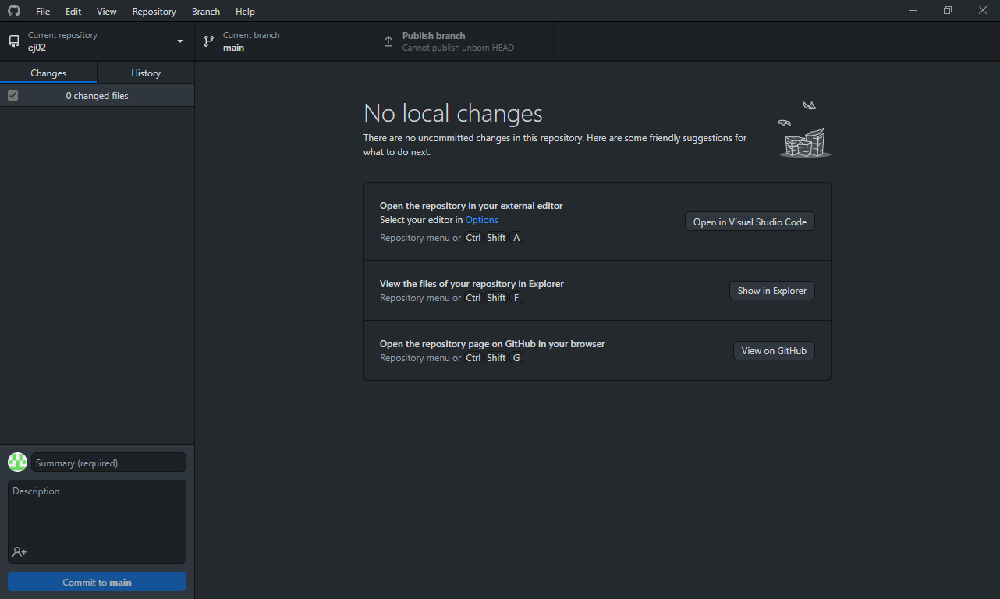 File Edit View Repository Branch Help
Current repository
ej02
Current branch
main
Publish branch
Cannot publish unborn HEAD
Changes History
0 changed files
No local changes
There are no uncommitted changes in this repository. Here are some friendly suggestions for
what to do next.
Open the repository in your external editor
Select your editor in Options
Repository menu or Ctrl Shift A
Open in Visual Studio Code
View the files of your repository in Explorer
Repository menu or Ctrl Shift F
Show in Explorer
Open the repository page on GitHub in your browser
Repository menu or Ctrl Shift G
View on GitHub
Summary (required)
Description
Commit to main